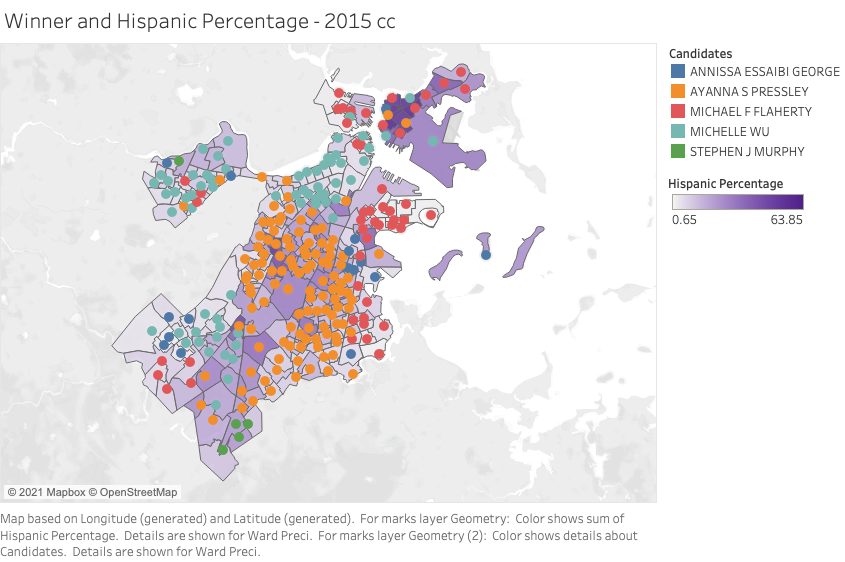 Winner and Hispanic Percentage - 2015 cc
Candidates
ANNISSA ESSAIBI GEORGE
AYANNA S PRESSLEY
MICHAEL F FLAHERTY
MICHELLE WU
STEPHEN J MURPHY
Hispanic Percentage
0.65 63.85
© 2021 Mapbox © OpenStreetMap
Map based on Longitude (generated) and Latitude (generated). For marks layer Geometry: Color shows sum of
Hispanic Percentage. Details are shown for Ward Preci. For marks layer Geometry (2): Color shows details about
Candidates. Details are shown for Ward Preci.